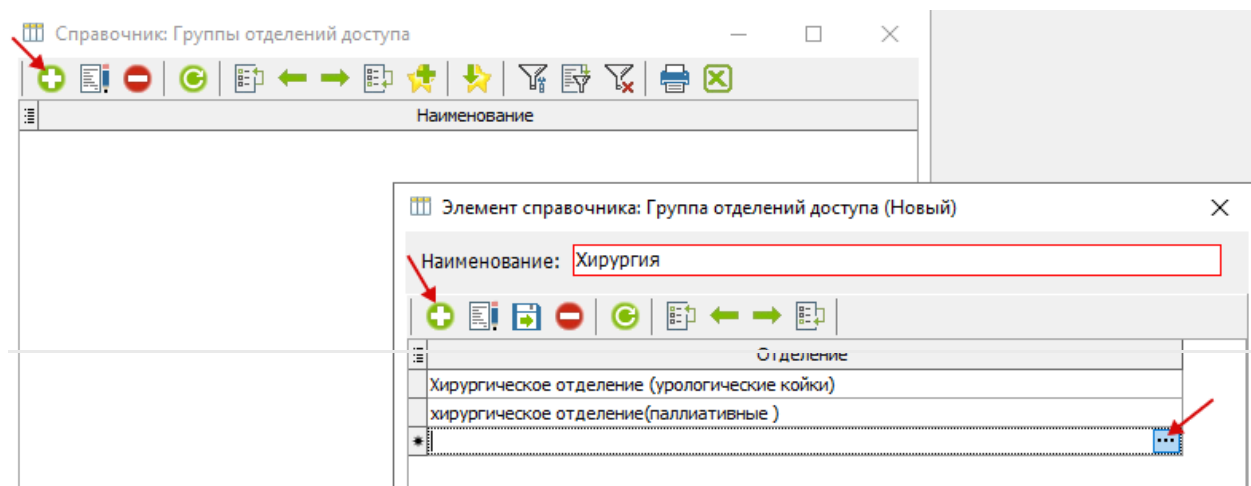 Справочник: Группы отделений доступа
Наименование
Элемент справочника: Группа отделений доступа (Новый)
Наименование: Хирургия
Отделение
Хирургическое отделение (урологические койки)
хирургическое отделение(паллиативные )